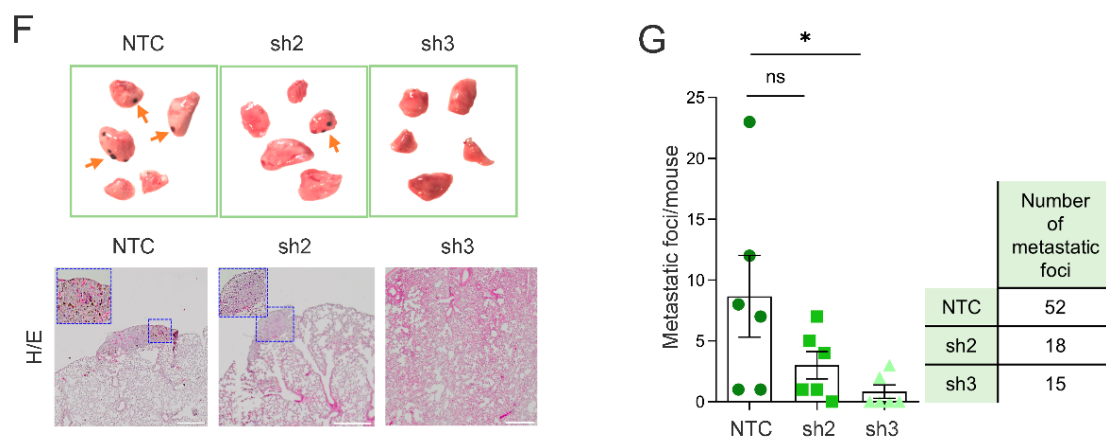 F
NTC
sh2
sh3
NTC
sh2
sh3
H/E
G
*
ns
Metastatic foci/mouse
25
20
15
10
5
0
NTC
sh2
sh3
Number
of
metastatic
foci
NTC 52
sh2 18
sh3 15